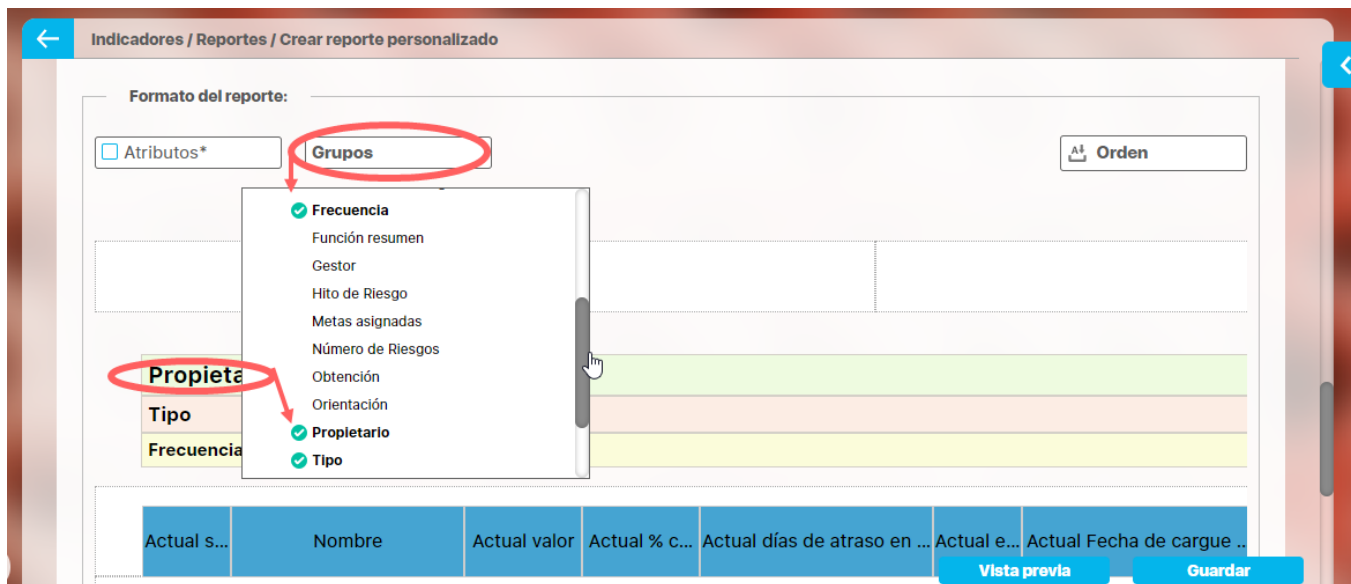 Indicadores / Reportes / Crear reporte personalizado
Formato del reporte:
Atributos*
Grupos
Orden
Frecuencia
Función resumen
Gestor
Hito de Riesgo
Metas asignadas
Número de Riesgos
Obtención
Orientación
Propietario
Tipo
Propieta
Tipo
Frecuencia
Actual s... Nombre Actual valor Actual % c... Actual días de atraso en ... Actual e... Actual Fecha de cargue ..
Vista previa Guardar